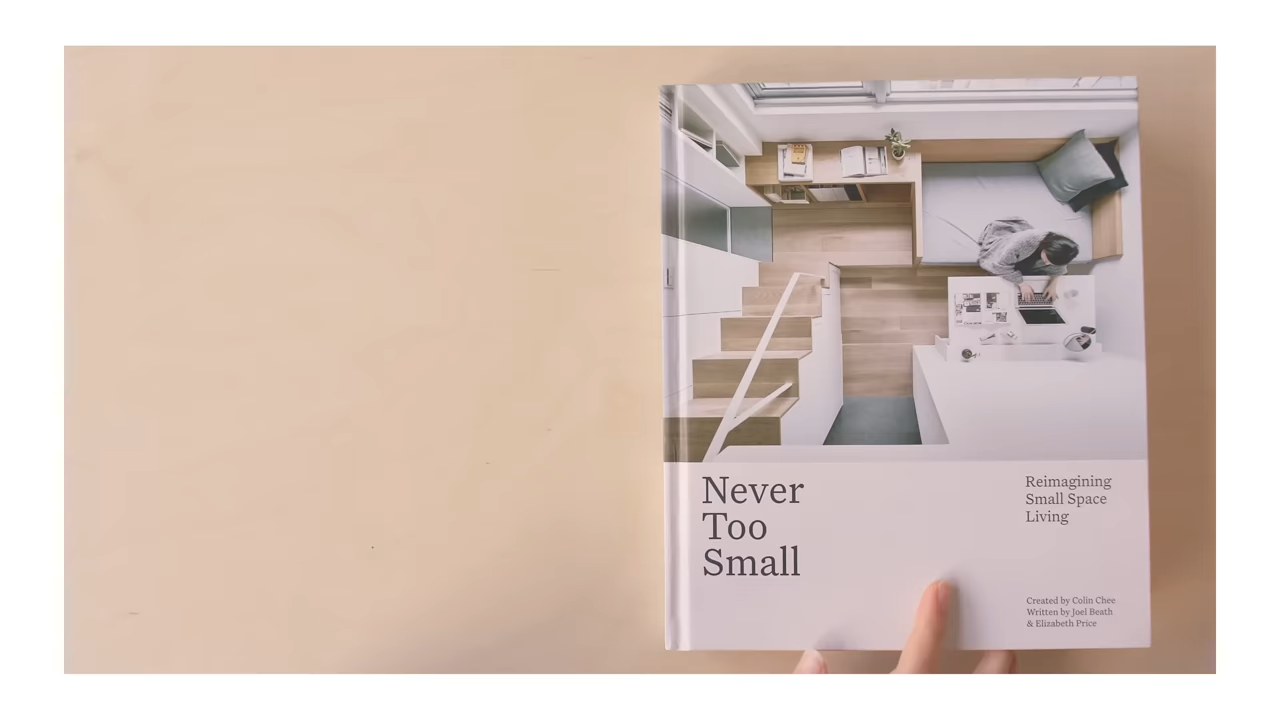 Never
Too
Small
Reimagining
Small Space
Living
Created by Colin Chee
Written by Joel Beath
& Elizabeth Price